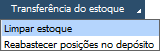 Transferência do estoque
Limpar estoque
Reabastecer posições no depósito